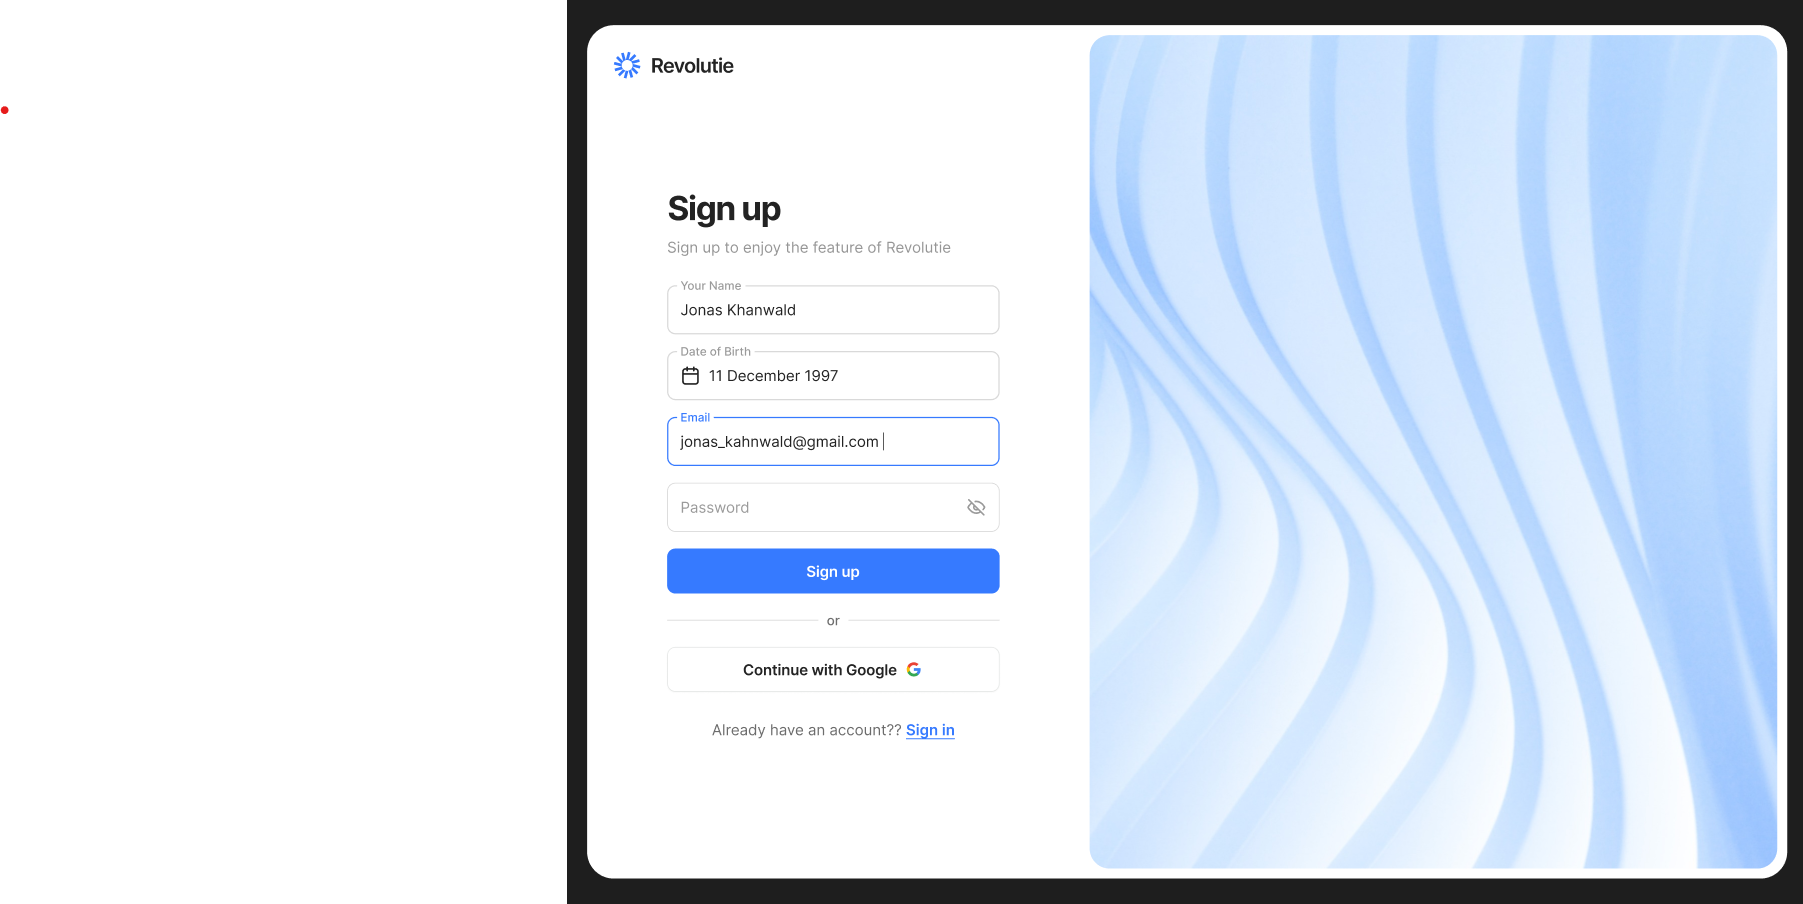 Revolutie
Sign up
Sign up to enjoy the feature of Revolutie
Your Name
Jonas Khanwald
Date of Birth
11 December 1997
Email
jonas_kahnwald@gmail.com
Password
Sign up
or
Continue with Google
Already have an account?? Sign in